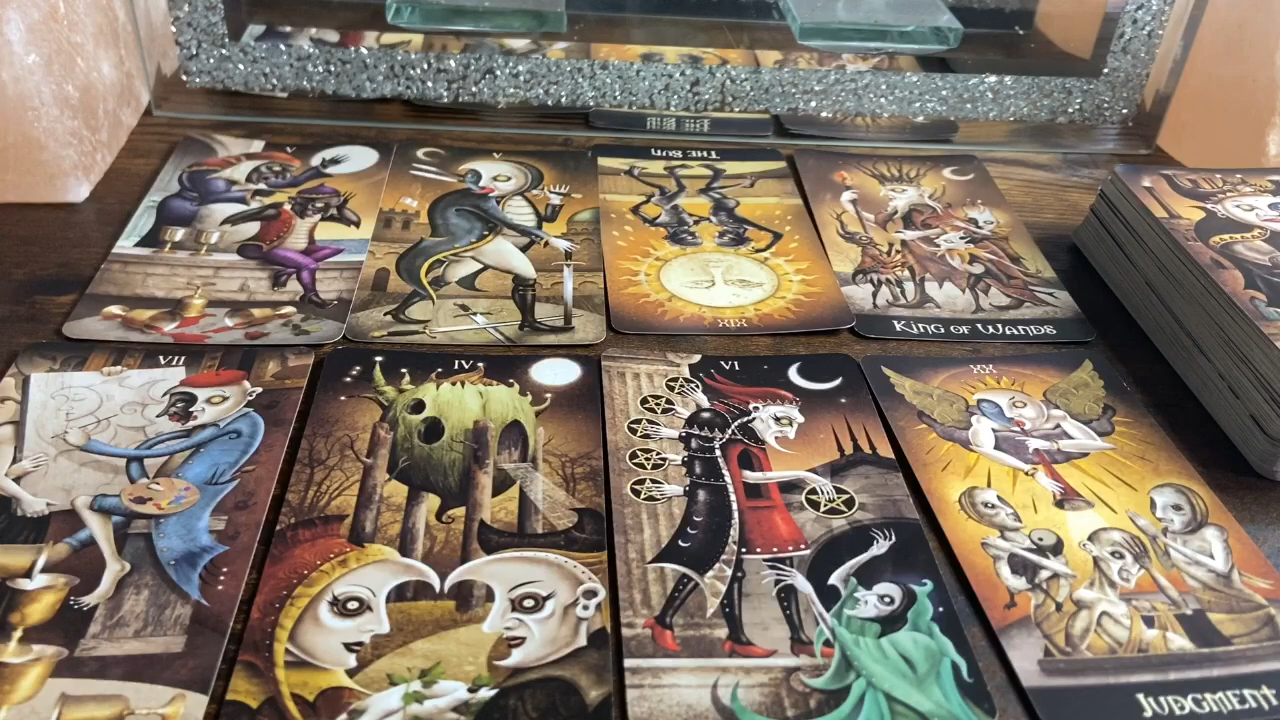 V
V
THE SUN
XIX
KING OF WANDS
VII
IV
VI
XX
JUDGMENT